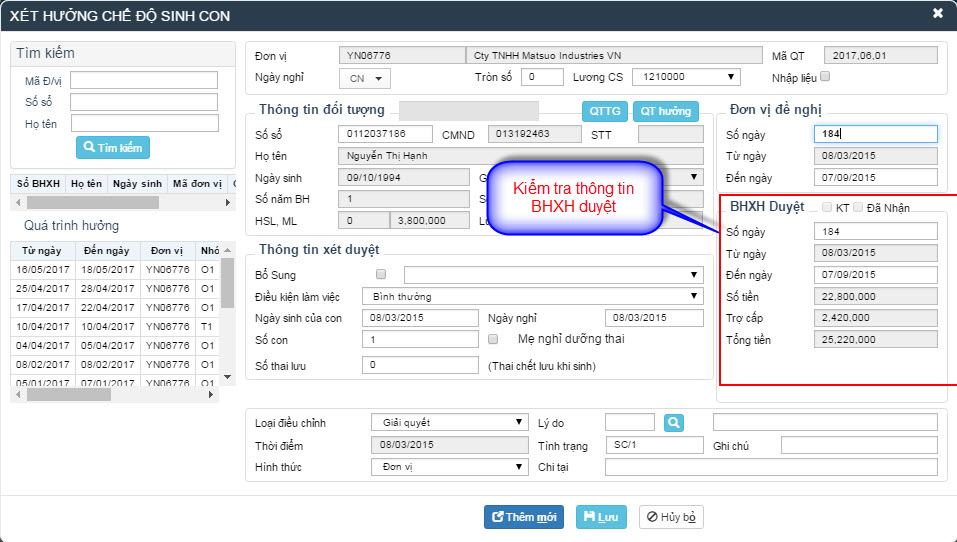 XÉT HƯỞNG CHẾ ĐỘ SINH CON
Tìm kiếm
Mã Đ/vị
Số sổ
Họ tên
Tìm kiếm
Số BHXH Họ tên Ngày sinh Mã đơn vị
Quá trình hưởng
Từ ngày Đến ngày Đơn vị Nhó
16/05/2017 18/05/2017 YN06776 O1
25/04/2017 28/04/2017 YN06776 O1
17/04/2017 22/04/2017 YN06776 O1
10/04/2017 10/04/2017 YN06776 T1
04/04/2017 05/04/2017 YN06776 O1
08/02/2017 08/02/2017 YN06776 O1
05/01/2017 07/01/2017 YN06776 O1
Đơn vị YN06776 Cty TNHH Matsuo Industries VN Mã QT 2017,06,01
Ngày nghỉ CN Tròn số 0 Lương CS 1210000 Nhập liệu
Thông tin đối tượng QTTG QT hưởng
Số sổ 0112037186 CMND 013192463 STT
Họ tên Nguyễn Thị Hạnh
Ngày sinh 09/10/1994
Số năm BH 1
HSL, ML 0 3,800,000
Kiểm tra thông tin
BHXH duyệt
Đơn vị đề nghị
Số ngày 184
Từ ngày 08/03/2015
Đến ngày 07/09/2015
BHXH Duyệt KT Đã Nhận
Số ngày 184
Từ ngày 08/03/2015
Đến ngày 07/09/2015
Số tiền 22,800,000
Trợ cấp 2,420,000
Tổng tiền 25,220,000
Thông tin xét duyệt
Bổ Sung
Điều kiện làm việc Bình thường
Ngày sinh của con 08/03/2015 Ngày nghỉ 08/03/2015
Số con 1 Mẹ nghỉ dưỡng thai
Số thai lưu 0 (Thai chết lưu khi sinh)
Loại điều chỉnh Giải quyết Lý do
Thời điểm 08/03/2015 Tình trạng SC/1 Ghi chú
Hình thức Đơn vị Chi tại
Thêm mới Lưu Hủy bỏ